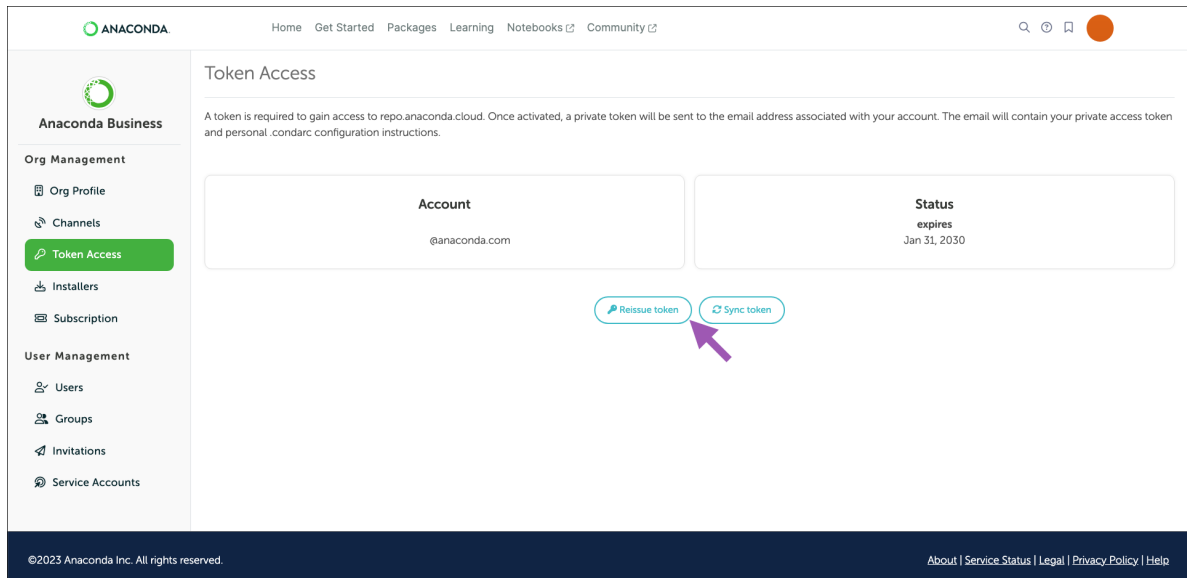 ANACONDA.
Home Get Started Packages Learning Notebooks Community
Anaconda Business
Org Management
Org Profile
Channels
Token Access
Installers
Subscription
User Management
Users
Groups
Invitations
Service Accounts
Token Access
A token is required to gain access to repo.anaconda.cloud. Once activated, a private token will be sent to the email address associated with your account. The email will contain your private access token
and personal .condarc configuration instructions.
Account
@anaconda.com
Status
expires
Jan 31, 2030
Reissue token
Sync token
©2023 Anaconda Inc. All rights reserved.
About | Service Status | Legal | Privacy Policy | Help